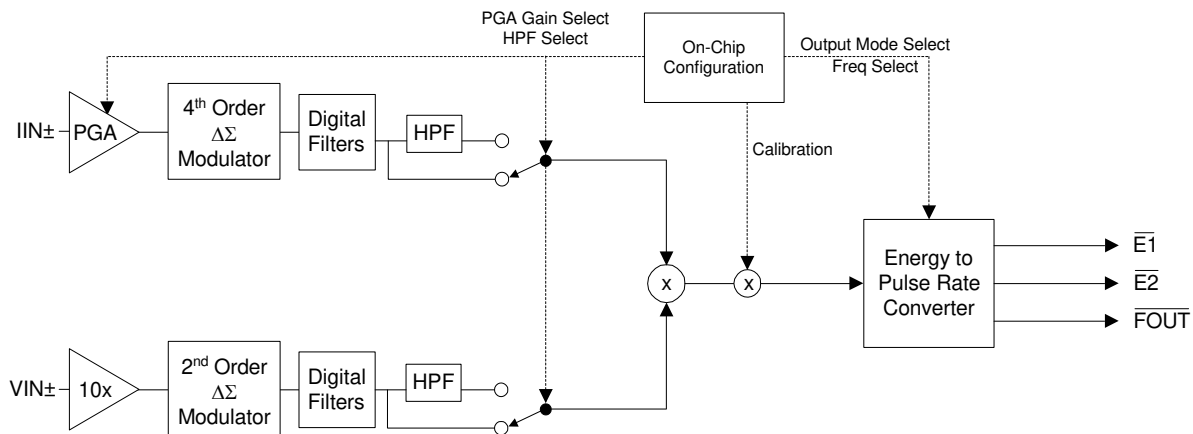 PGA Gain Select
HPF Select
On-Chip
Configuration
Output Mode Select
Freq Select
IIN±
PGA
4th Order
ΔΣ
Modulator
Digital
Filters
HPF
Calibration
x
x
Energy to
Pulse Rate
Converter
E1
E2
FOUT
VIN±
10x
2nd Order
ΔΣ
Modulator
Digital
Filters
HPF